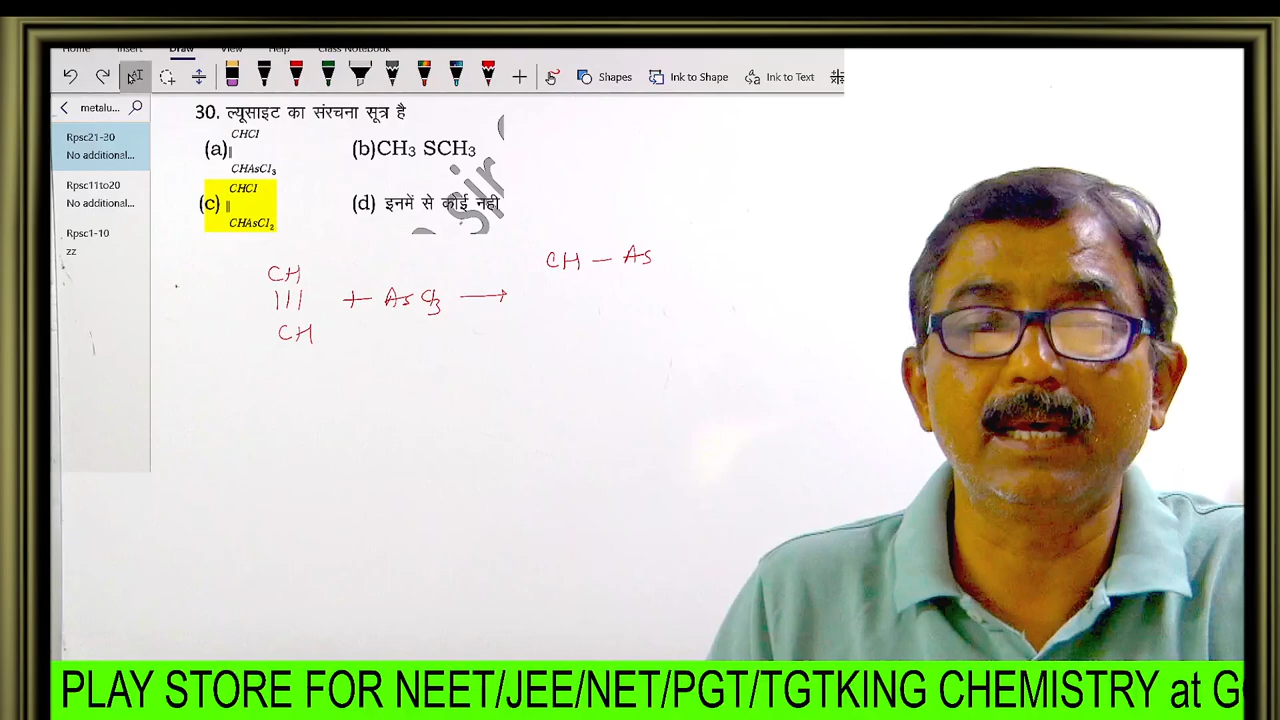 Home Insert Draw View Help Class Notebook
Shapes Ink to Shape Ink to Text
metalu...
Rpsc21-30
No additional...
Rpsc11to20
No additional...
Rpsc1-10
zz
30. ल्यूसाइट का संरचना सूत्र है
(a) CHCl
||
CHAsCl₃
(b)CH₃ SCH₃
(c) CHCl
||
CHAsCl₂
(d) इनमें से कोई नही
sir
CH
|||
CH
+ AsCl₃ →
CH — As
PLAY STORE FOR NEET/JEE/NET/PGT/TGTKING CHEMISTRY at G